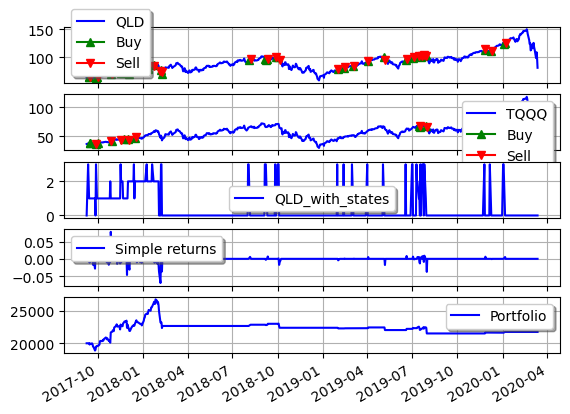 150
100
QLD
Buy
Sell
100
50
TQQQ
Buy
Sell
2
0
QLD_with_states
0.05
0.00
−0.05
Simple returns
25000
20000
Portfolio
2017-10
2018-01
2018-04
2018-07
2018-10
2019-01
2019-04
2019-07
2019-10
2020-01
2020-04